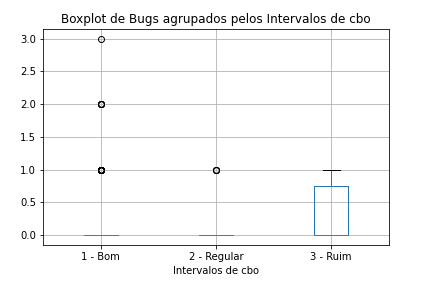 Boxplot de Bugs agrupados pelos Intervalos de cbo
3.0
2.5
2.0
1.5
1.0
0.5
0.0
1 - Bom
2 - Regular
3 - Ruim
Intervalos de cbo